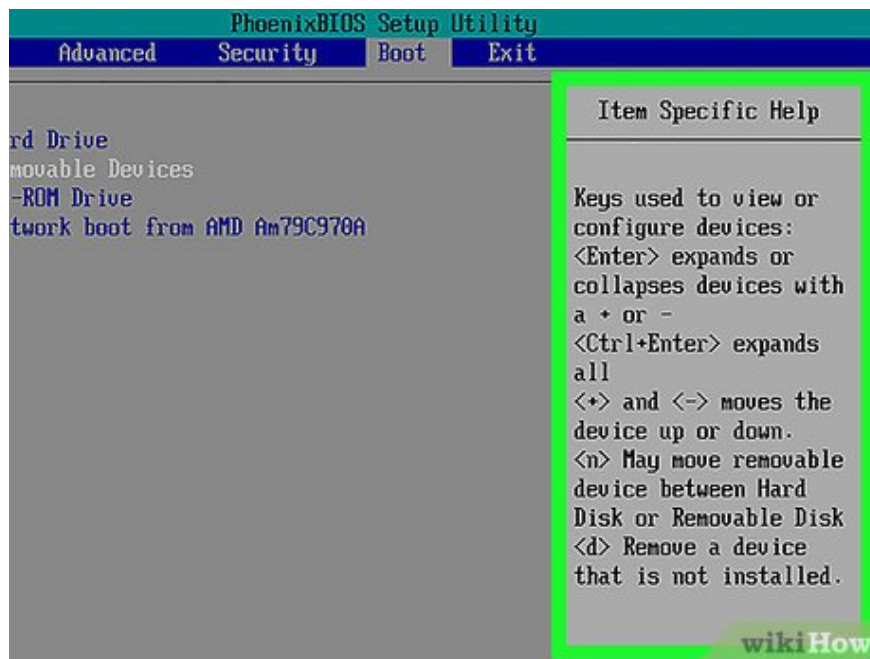 PhoenixBIOS Setup Utility
Advanced Security Boot Exit
rd Drive
movable Devices
-ROM Drive
twork boot from AMD Am79C970A
Item Specific Help
Keys used to view or
configure devices:
<Enter> expands or
collapses devices with
a + or -
<Ctrl+Enter> expands
all
<+> and <-> moves the
device up or down.
<n> May move removable
device between Hard
Disk or Removable Disk
<d> Remove a device
that is not installed.
wikiHow